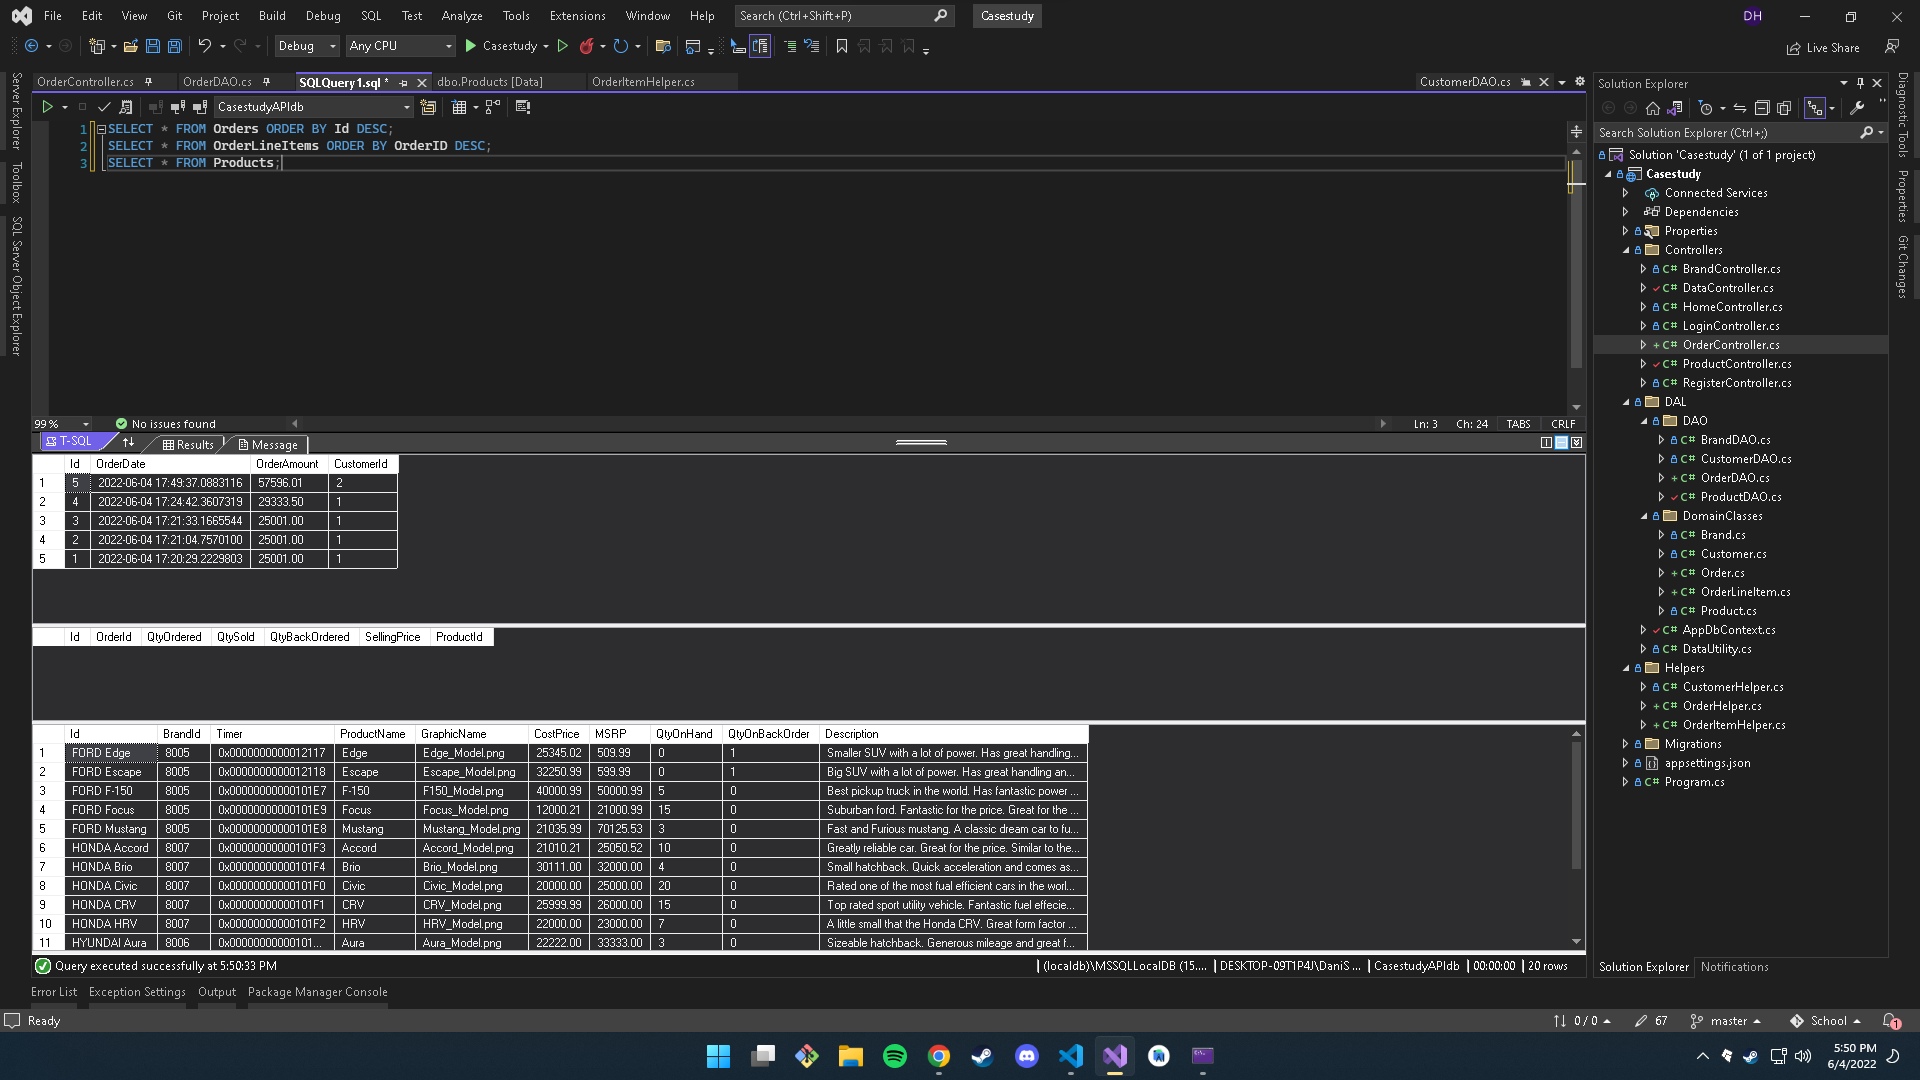 File Edit View Git Project Build Debug SQL Test Analyze Tools Extensions Window Help Search (Ctrl+Shift+P) Casestudy DH
Debug Any CPU Casestudy Live Share
OrderController.cs OrderDAO.cs SQLQuery1.sql * dbo.Products [Data] OrderItemHelper.cs CustomerDAO.cs
CasestudyAPIdb
1 SELECT * FROM Orders ORDER BY Id DESC;
2 SELECT * FROM OrderLineItems ORDER BY OrderID DESC;
3 SELECT * FROM Products;
99 % No issues found Ln: 3 Ch: 24 TABS CRLF
T-SQL Results Message
Id OrderDate OrderAmount CustomerId
1 5 2022-06-04 17:49:37.0883116 57596.01 2
2 4 2022-06-04 17:24:42.3607319 29333.50 1
3 3 2022-06-04 17:21:33.1665544 25001.00 1
4 2 2022-06-04 17:21:04.7570100 25001.00 1
5 1 2022-06-04 17:20:29.2229803 25001.00 1
Id OrderId QtyOrdered QtySold QtyBackOrdered SellingPrice ProductId
Id BrandId Timer ProductName GraphicName CostPrice MSRP QtyOnHand QtyOnBackOrder Description
1 FORD Edge 8005 0x0000000000012117 Edge Edge_Model.png 25345.02 509.99 0 1 Smaller SUV with a lot of power. Has great handling...
2 FORD Escape 8005 0x0000000000012118 Escape Escape_Model.png 32250.99 599.99 0 1 Big SUV with a lot of power. Has great handling an...
3 FORD F-150 8005 0x00000000000101E7 F-150 F150_Model.png 40000.99 50000.99 5 0 Best pickup truck in the world. Has fantastic power ...
4 FORD Focus 8005 0x00000000000101E9 Focus Focus_Model.png 12000.21 21000.99 15 0 Suburban ford. Fantastic for the price. Great for the ...
5 FORD Mustang 8005 0x00000000000101E8 Mustang Mustang_Model.png 21035.99 70125.53 3 0 Fast and Furious mustang. A classic dream car to fu...
6 HONDA Accord 8007 0x00000000000101F3 Accord Accord_Model.png 21010.21 25050.52 10 0 Greatly reliable car. Great for the price. Similar to the...
7 HONDA Brio 8007 0x00000000000101F4 Brio Brio_Model.png 30111.00 32000.00 4 0 Small hatchback. Quick acceleration and comes as...
8 HONDA Civic 8007 0x00000000000101F0 Civic Civic_Model.png 20000.00 25000.00 20 0 Rated one of the most fual efficient cars in the worl...
9 HONDA CRV 8007 0x00000000000101F1 CRV CRV_Model.png 25999.99 26000.00 15 0 Top rated sport utility vehicle. Fantastic fuel effecie...
10 HONDA HRV 8007 0x00000000000101F2 HRV HRV_Model.png 22000.00 23000.00 7 0 A little small that the Honda CRV. Great form factor ...
11 HYUNDAI Aura 8006 0x00000000000101... Aura Aura_Model.png 22222.00 33333.00 3 0 Sizeable hatchback. Generous mileage and great f...
Query executed successfully at 5:50:33 PM (localdb)\MSSQLLocalDB (15.... DESKTOP-09T1P4J\DaniS ... CasestudyAPIdb 00:00:00 20 rows
Error List Exception Settings Output Package Manager Console
Ready 0 / 0 67 master School 1
5:50 PM
6/4/2022
Server Explorer
Toolbox
SQL Server Object Explorer
Solution Explorer
Search Solution Explorer (Ctrl+;)
Solution 'Casestudy' (1 of 1 project)
Casestudy
Connected Services
Dependencies
Properties
Controllers
C# BrandController.cs
C# DataController.cs
C# HomeController.cs
C# LoginController.cs
C# OrderController.cs
C# ProductController.cs
C# RegisterController.cs
DAL
DAO
C# BrandDAO.cs
C# CustomerDAO.cs
C# OrderDAO.cs
C# ProductDAO.cs
DomainClasses
C# Brand.cs
C# Customer.cs
C# Order.cs
C# OrderLineItem.cs
C# Product.cs
C# AppDbContext.cs
C# DataUtility.cs
Helpers
C# CustomerHelper.cs
C# OrderHelper.cs
C# OrderItemHelper.cs
Migrations
appsettings.json
C# Program.cs
Solution Explorer Notifications
Diagnostic Tools
Properties
Git Changes